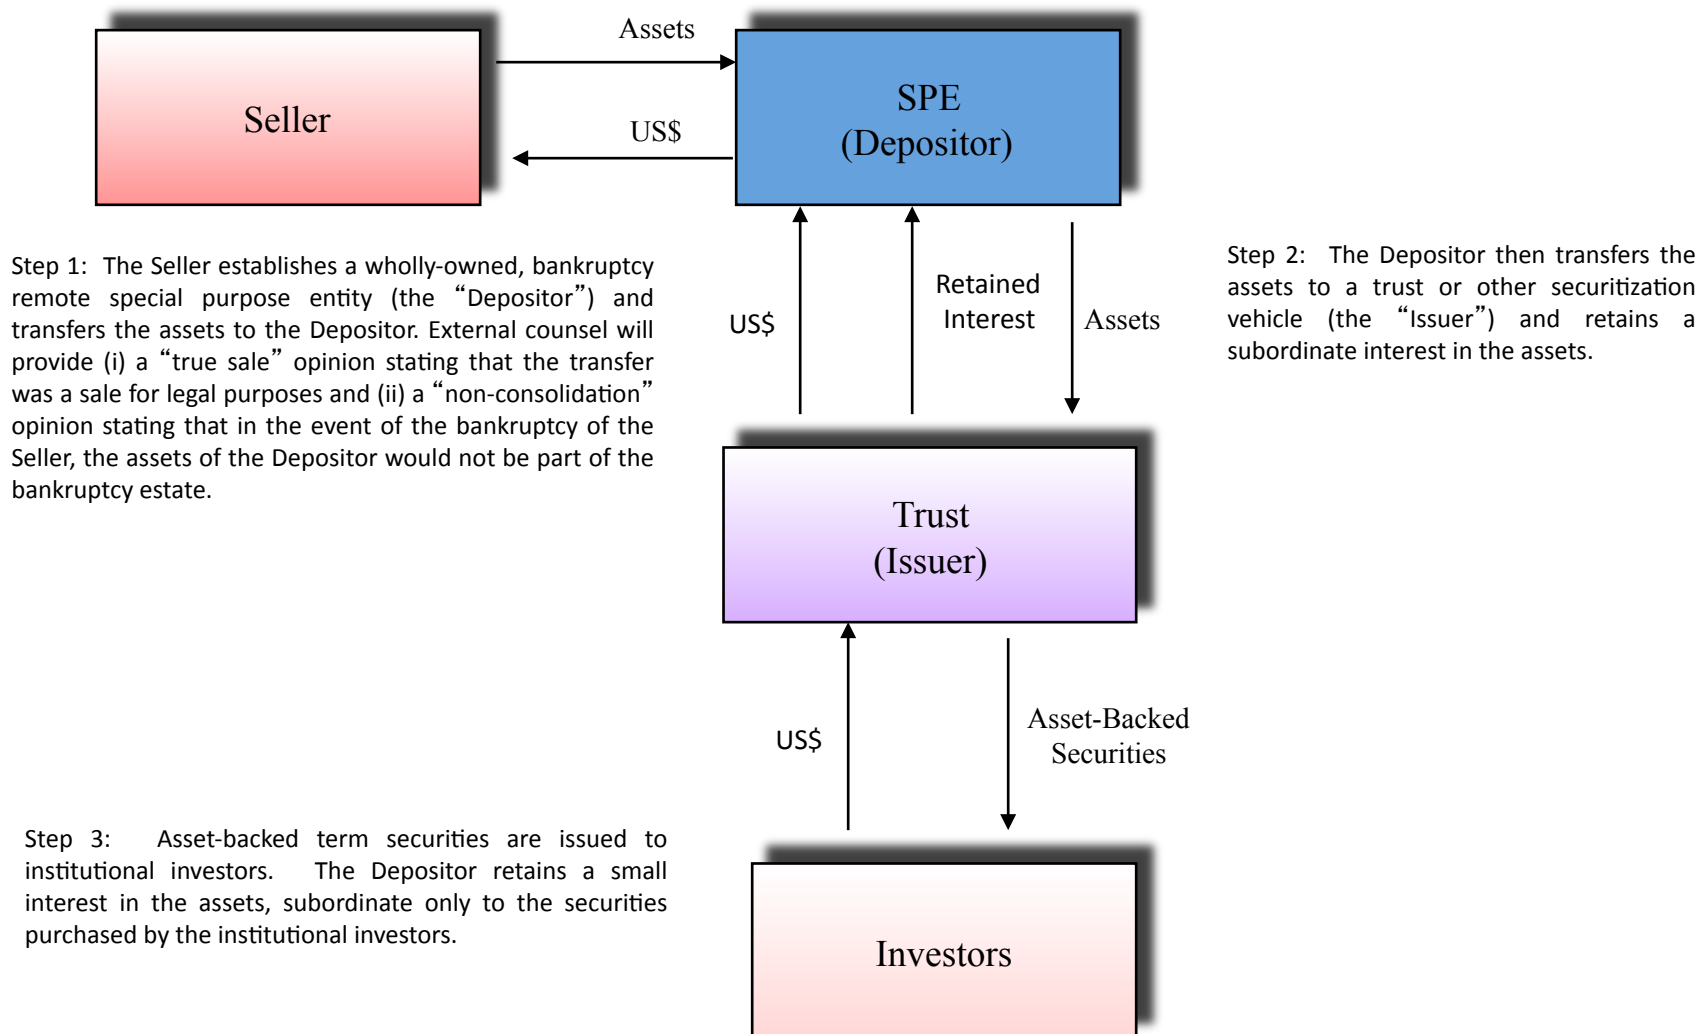 Assets
Seller
SPE
(Depositor)
US$
Step 1:  The Seller establishes a wholly-owned, bankruptcy
remote special purpose entity (the “Depositor”) and
transfers the assets to the Depositor. External counsel will
provide (i) a “true sale” opinion stating that the transfer
was a sale for legal purposes and (ii) a “non-consolidation”
opinion stating that in the event of the bankruptcy of the
Seller, the assets of the Depositor would not be part of the
bankruptcy estate.
US$
Retained
Interest
Assets
Step 2:  The Depositor then transfers the
assets to a trust or other securitization
vehicle (the “Issuer”) and retains a
subordinate interest in the assets.
Trust
(Issuer)
US$
Asset-Backed
Securities
Step 3:  Asset-backed term securities are issued to
institutional investors.  The Depositor retains a small
interest in the assets, subordinate only to the securities
purchased by the institutional investors.
Investors